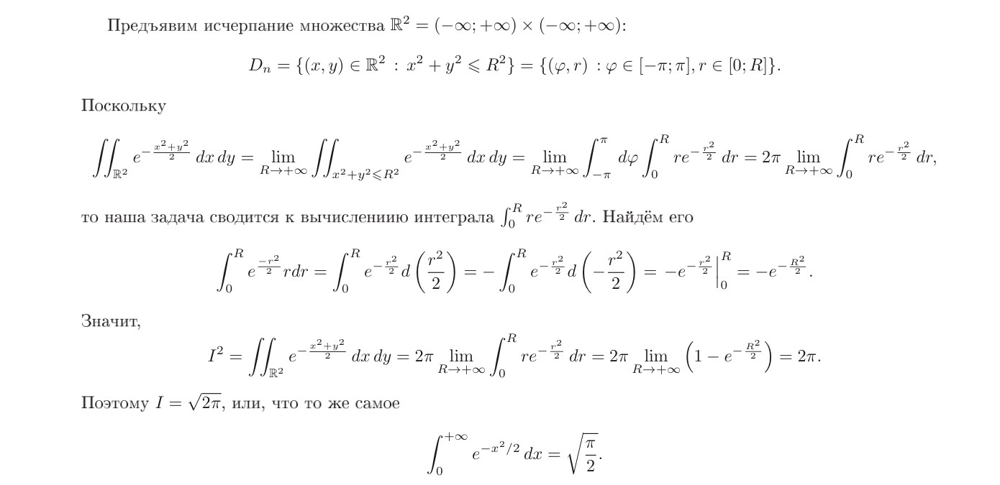 Предъявим исчерпание множества $\mathbb{R}^2 = (-\infty; +\infty) \times (-\infty; +\infty)$:
$D_n = \{(x, y) \in \mathbb{R}^2 \, : \, x^2 + y^2 \leqslant R^2\} = \{(\varphi, r) \, : \varphi \in [-\pi; \pi], r \in [0; R]\}.$
Поскольку
$\iint_{\mathbb{R}^2} e^{-\frac{x^2+y^2}{2}} \, dx \, dy = \lim_{R \to +\infty} \iint_{x^2+y^2 \leqslant R^2} e^{-\frac{x^2+y^2}{2}} \, dx \, dy = \lim_{R \to +\infty} \int_{-\pi}^{\pi} d\varphi \int_0^R r e^{-\frac{r^2}{2}} \, dr = 2\pi \lim_{R \to +\infty} \int_0^R r e^{-\frac{r^2}{2}} \, dr,$
то наша задача сводится к вычислениию интеграла $\int_0^R r e^{-\frac{r^2}{2}} \, dr$. Найдём его
$\int_0^R e^{\frac{-r^2}{2}} r dr = \int_0^R e^{-\frac{r^2}{2}} d\left(\frac{r^2}{2}\right) = -\int_0^R e^{-\frac{r^2}{2}} d\left(-\frac{r^2}{2}\right) = -e^{-\frac{r^2}{2}} \Big|_0^R = -e^{-\frac{R^2}{2}}.$
Значит,
$I^2 = \iint_{\mathbb{R}^2} e^{-\frac{x^2+y^2}{2}} \, dx \, dy = 2\pi \lim_{R \to +\infty} \int_0^R r e^{-\frac{r^2}{2}} \, dr = 2\pi \lim_{R \to +\infty} \left(1 - e^{-\frac{R^2}{2}}\right) = 2\pi.$
Поэтому $I = \sqrt{2\pi}$, или, что то же самое
$\int_0^{+\infty} e^{-x^2/2} \, dx = \sqrt{\frac{\pi}{2}}.$